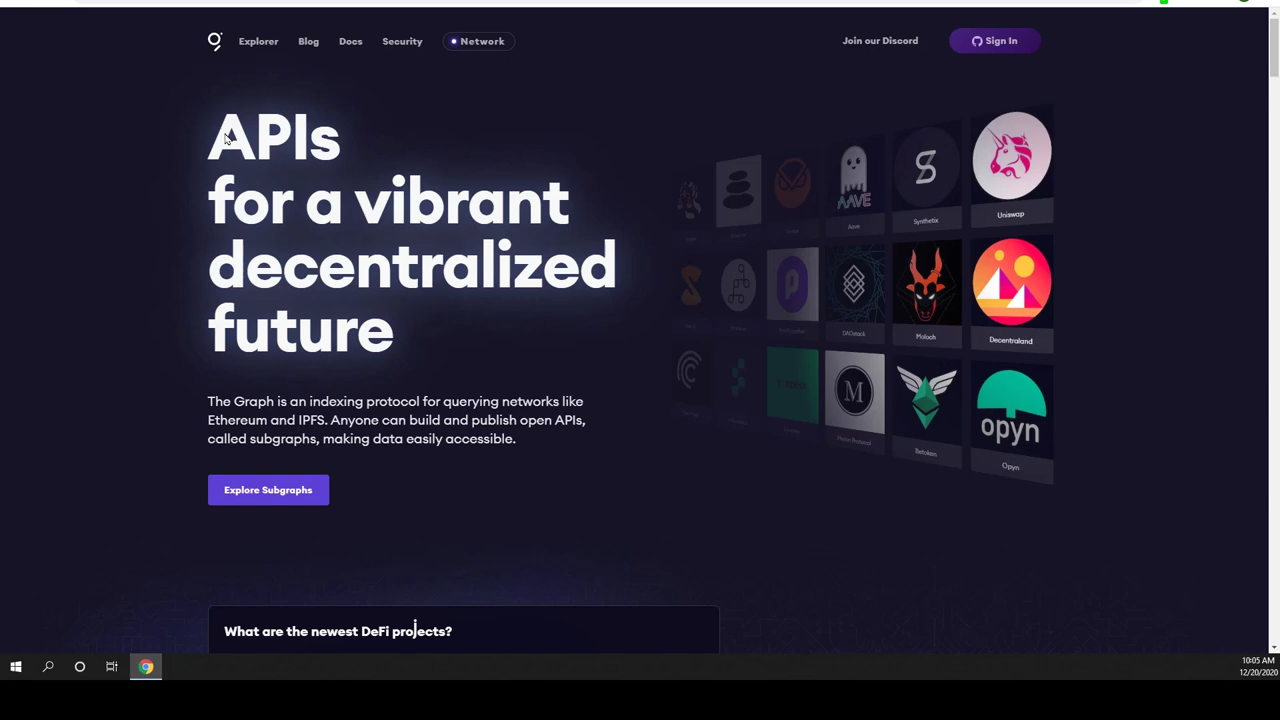 Explorer
Blog
Docs
Security
Network
Join our Discord
Sign In
APIs
for a vibrant
decentralized
future
The Graph is an indexing protocol for querying networks like
Ethereum and IPFS. Anyone can build and publish open APIs,
called subgraphs, making data easily accessible.
Explore Subgraphs
AAVE
Aave
Synthetix
Uniswap
DAOstack
Moloch
Decentraland
M
Betoken
opyn
Opyn
What are the newest DeFi projects?
10:05 AM
12/20/2020